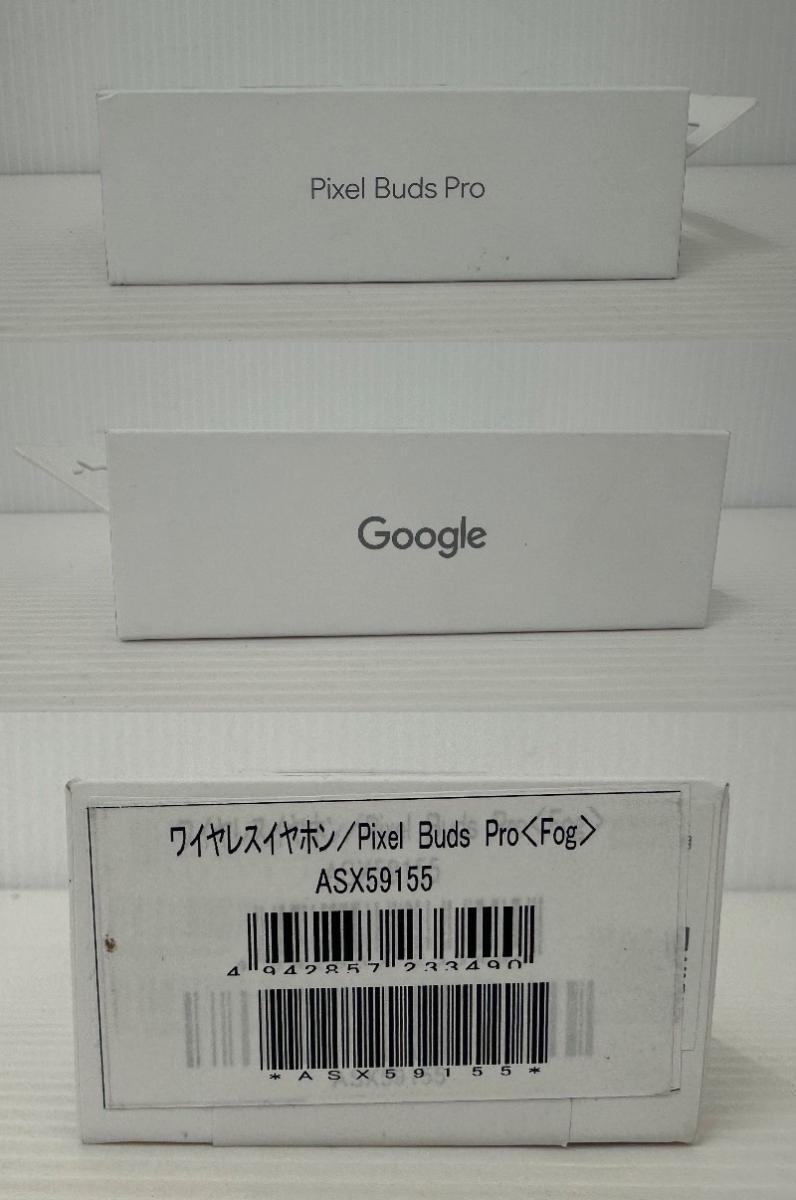 Pixel Buds Pro
Google
ワイヤレスイヤホン/Pixel Buds Pro<Fog>
ASX59155
4 942857 233490
*ASX59155*